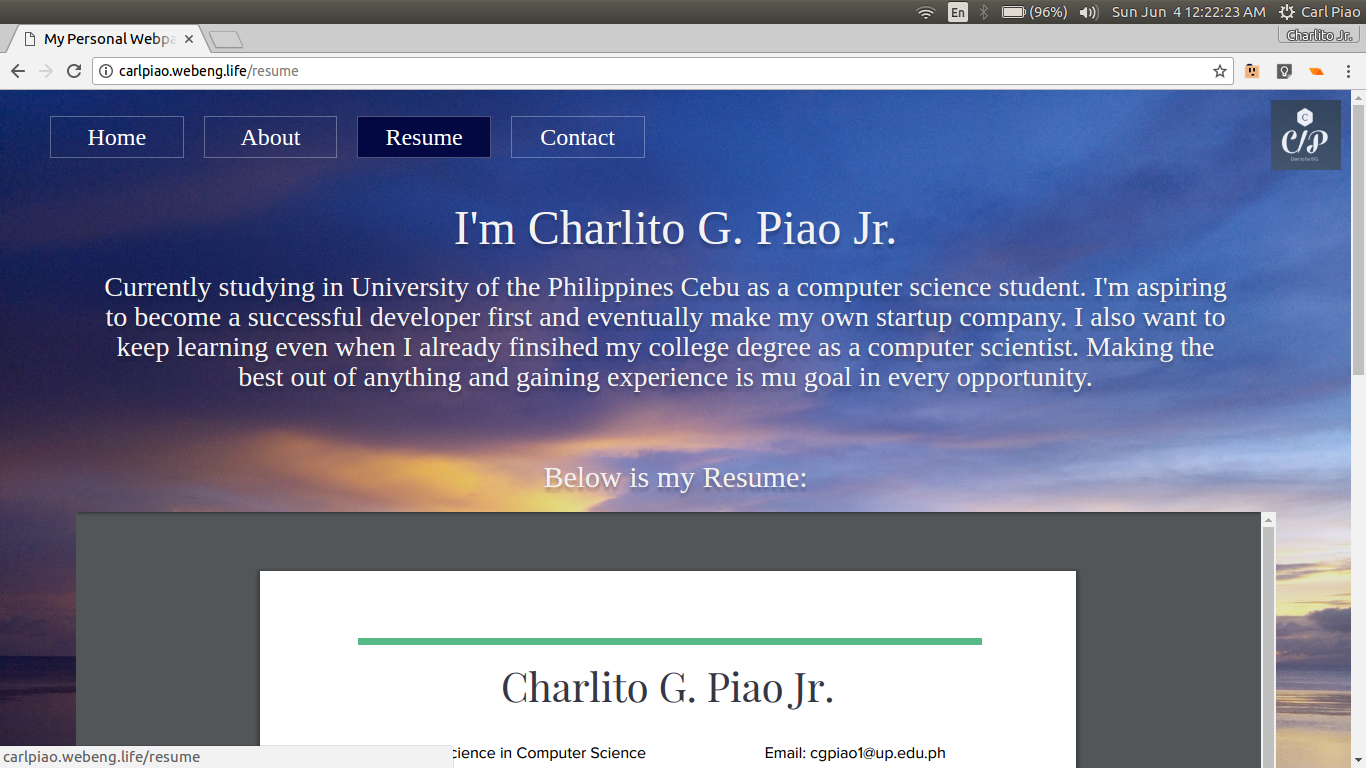 En
(96%)
Sun Jun 4 12:22:23 AM
Carl Piao
My Personal Webpa
Charlito Jr.
carlpiao.webeng.life/resume
Home
About
Resume
Contact
C
C/P
Dare to be BIG
I'm Charlito G. Piao Jr.
Currently studying in University of the Philippines Cebu as a computer science student. I'm aspiring
to become a successful developer first and eventually make my own startup company. I also want to
keep learning even when I already finsihed my college degree as a computer scientist. Making the
best out of anything and gaining experience is mu goal in every opportunity.
Below is my Resume:
Charlito G. Piao Jr.
cience in Computer Science
Email: cgpiao1@up.edu.ph
carlpiao.webeng.life/resume